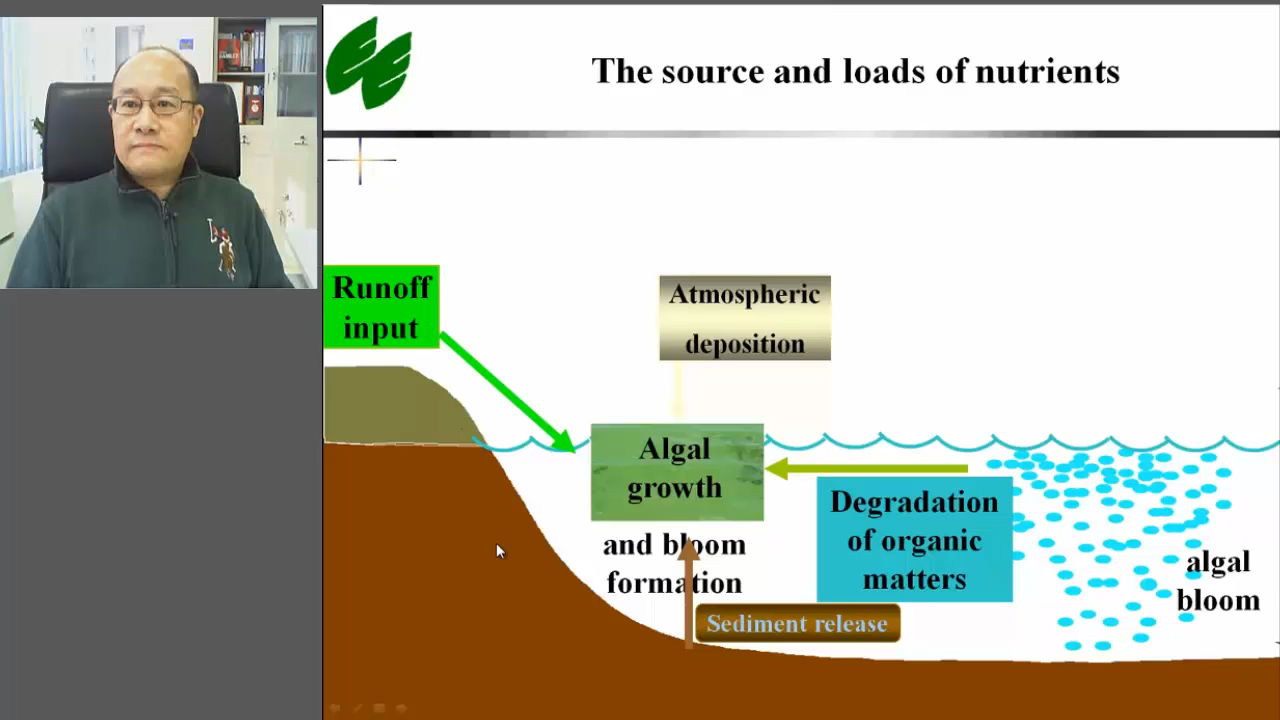 The source and loads of nutrients
Runoff
input
Atmospheric
deposition
Algal
growth
and bloom
formation
Degradation
of organic
matters
Sediment release
algal
bloom